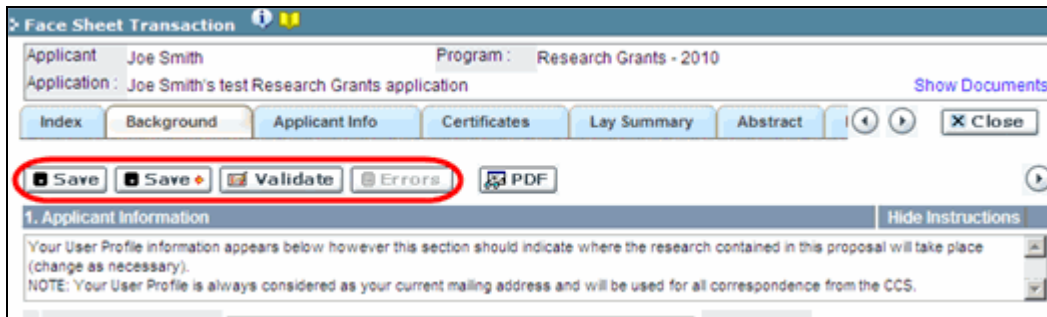 Face Sheet Transaction
Applicant Joe Smith Program : Research Grants - 2010
Application : Joe Smith's test Research Grants application Show Documents
Index Background Applicant Info Certificates Lay Summary Abstract Close
Save Save Validate Errors PDF
1. Applicant Information Hide Instructions
Your User Profile information appears below however this section should indicate where the research contained in this proposal will take place
(change as necessary).
NOTE: Your User Profile is always considered as your current mailing address and will be used for all correspondence from the CCS.